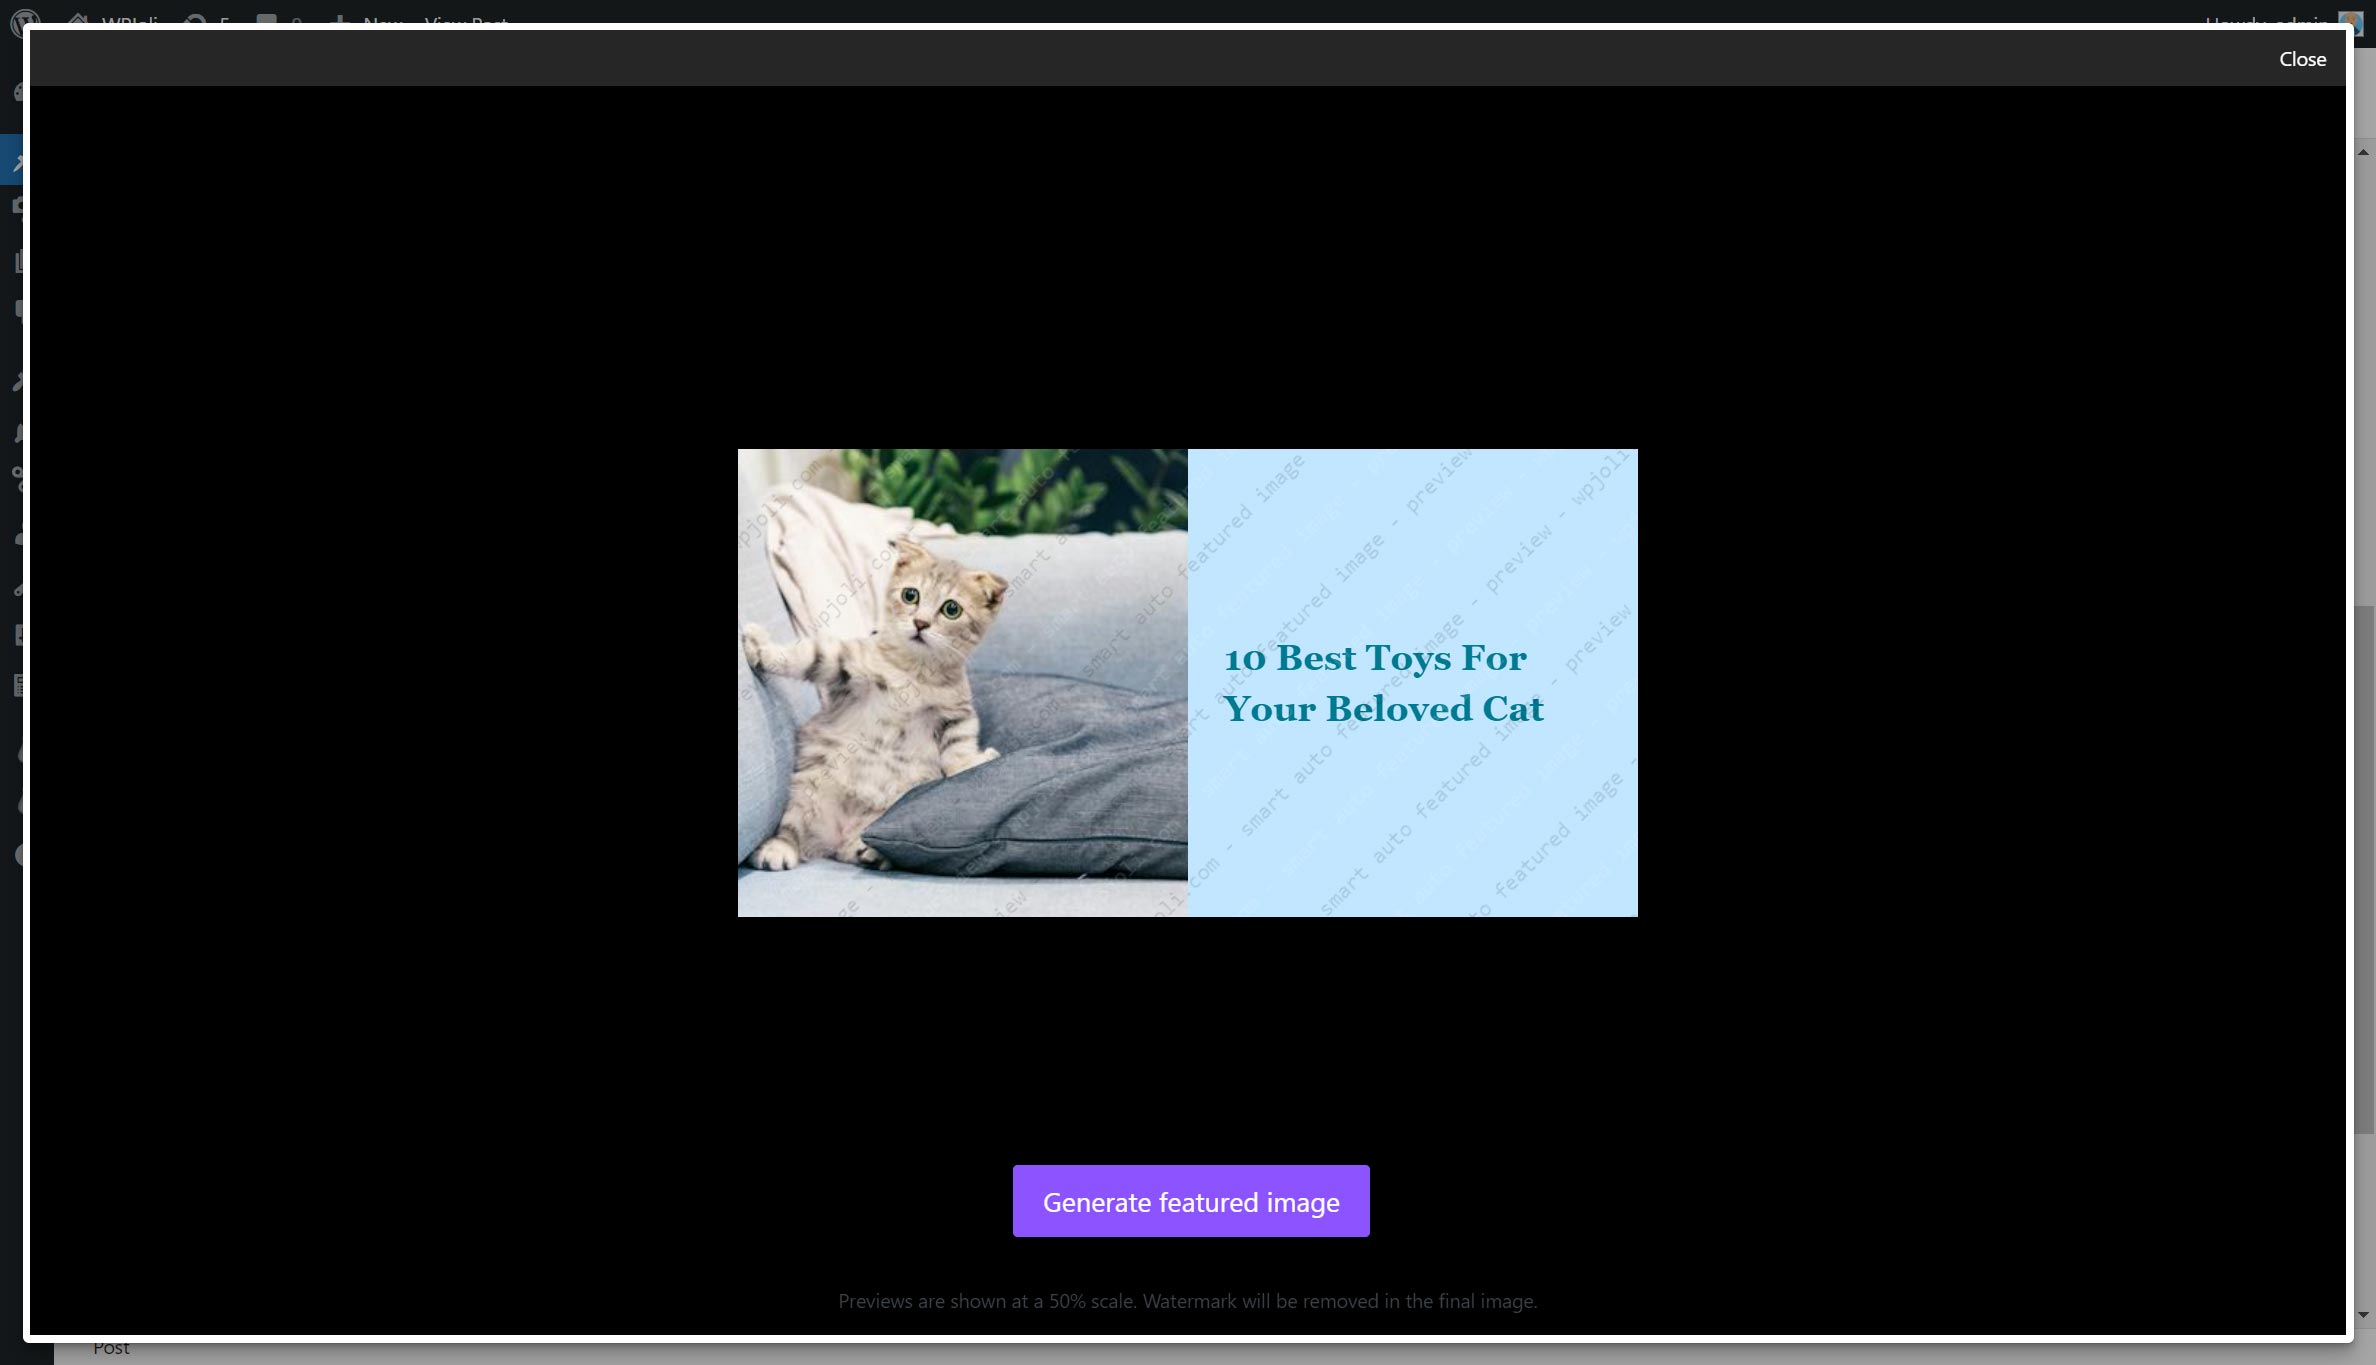 WPJoli 5 0 New View Post
Howdy, admin
Close
10 Best Toys For
Your Beloved Cat
smart auto featured image - preview - wpjoli.com
Generate featured image
Previews are shown at a 50% scale. Watermark will be removed in the final image.
Post